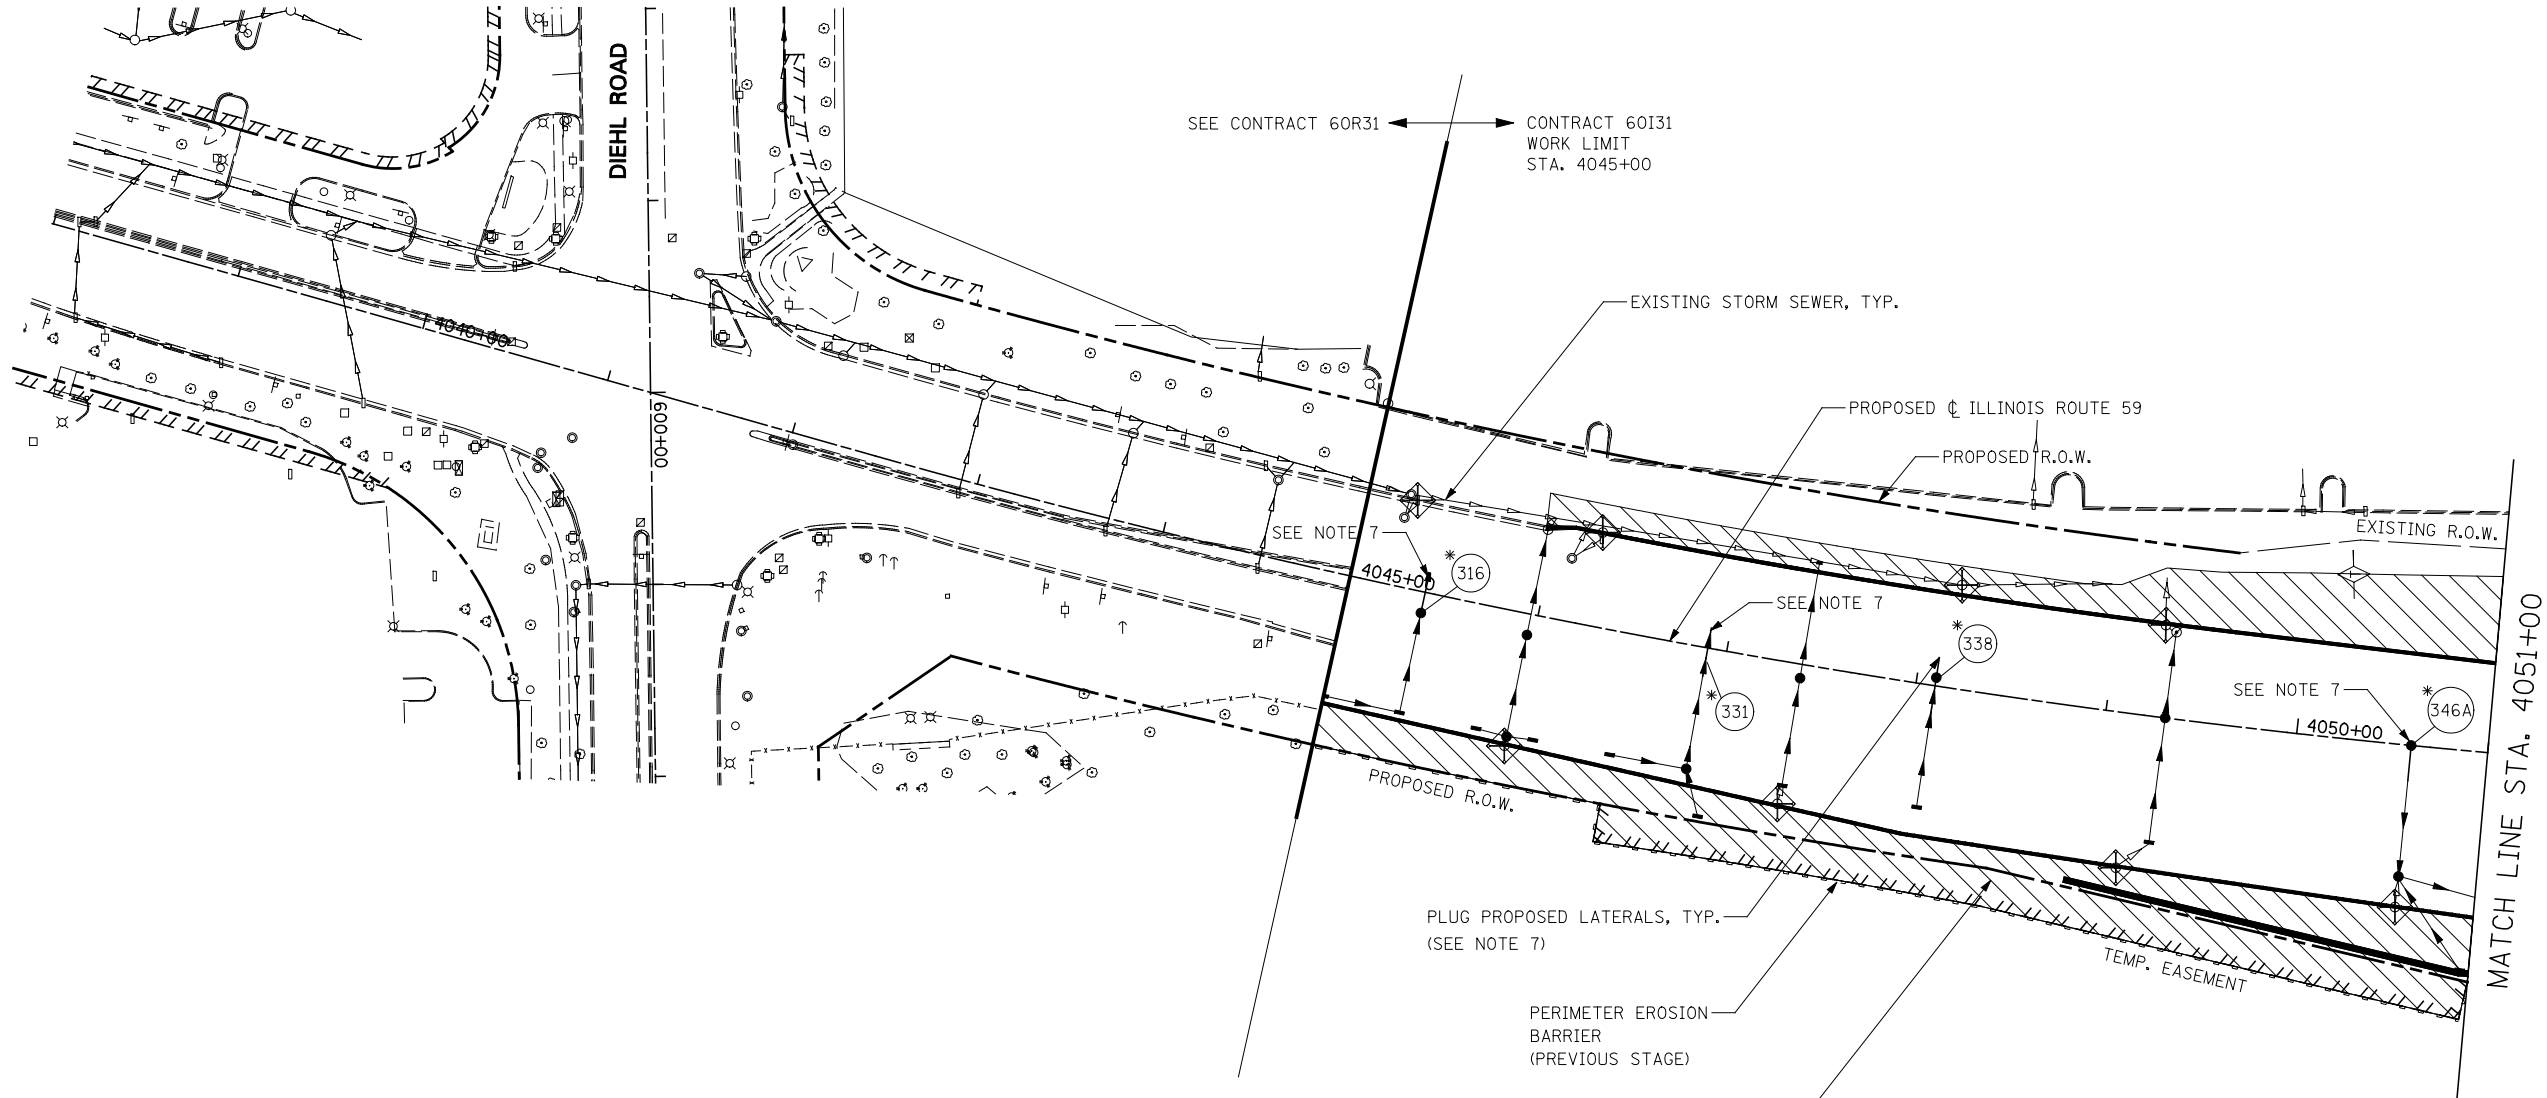 DIEHL ROAD
SEE CONTRACT 60R31
CONTRACT 60I31
WORK LIMIT
STA. 4045+00
EXISTING STORM SEWER, TYP.
4040+00
609+00
PROPOSED ℄ ILLINOIS ROUTE 59
PROPOSED R.O.W.
EXISTING R.O.W.
SEE NOTE 7
4045+00
* 316
SEE NOTE 7
* 331
* 338
SEE NOTE 7
* 346A
4050+00
PROPOSED R.O.W.
PLUG PROPOSED LATERALS, TYP.
(SEE NOTE 7)
TEMP. EASEMENT
PERIMETER EROSION
BARRIER
(PREVIOUS STAGE)
MATCH LINE STA. 4051+00